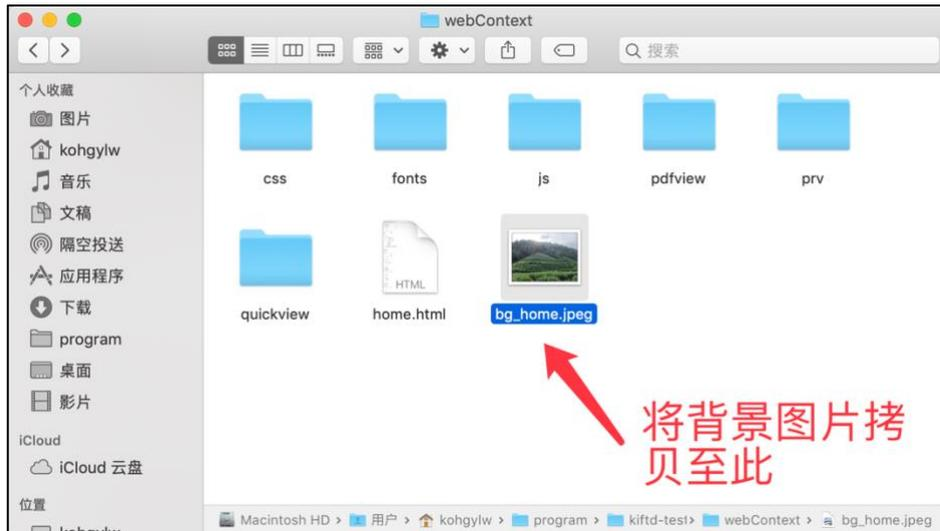 webContext
搜索
个人收藏
图片
kohgylw
音乐
文稿
隔空投送
应用程序
下载
program
桌面
影片
iCloud
iCloud 云盘
位置
css
fonts
js
pdfview
prv
HTML
quickview
home.html
bg_home.jpeg
将背景图片拷
贝至此
Macintosh HD > 用户 > kohgylw > program > kiftd-test > webContext > bg_home.jpeg